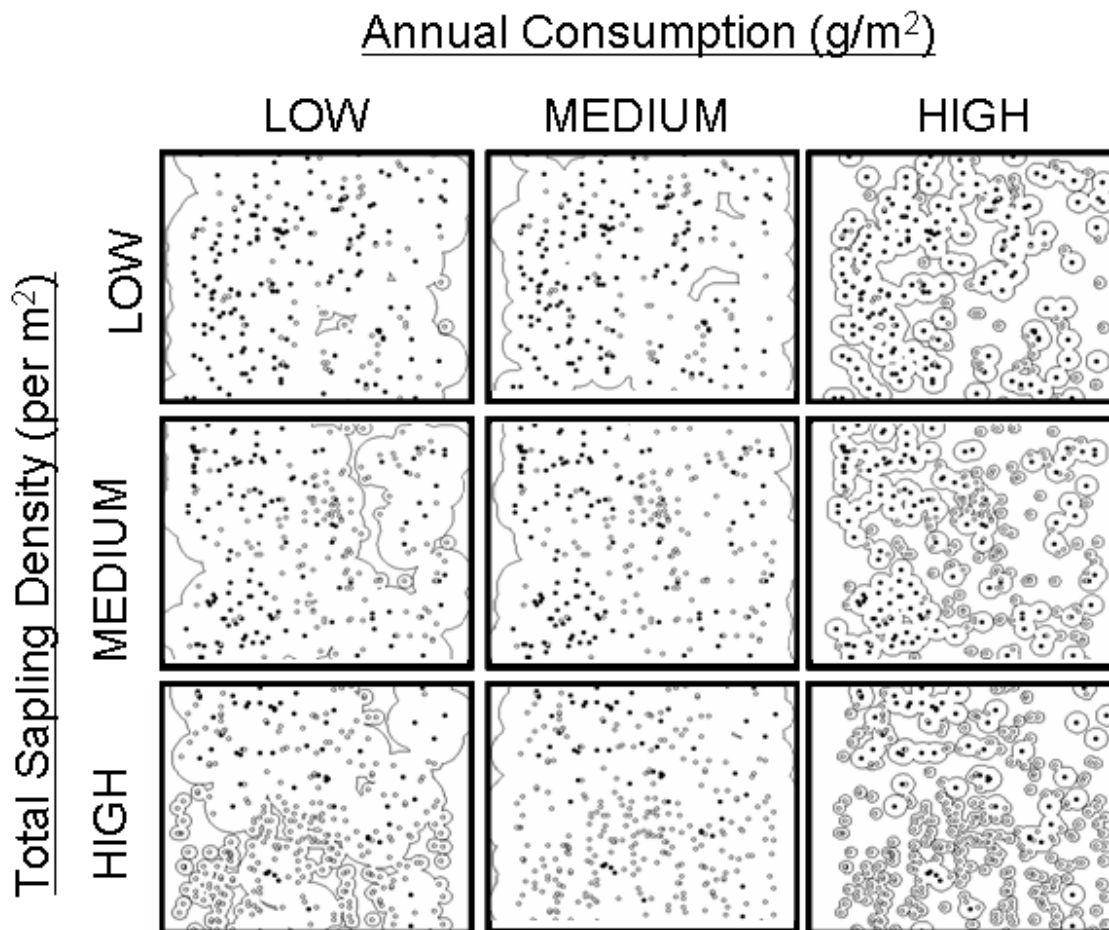 Annual Consumption (g/m²)
LOW MEDIUM HIGH
Total Sapling Density (per m²)
LOW
MEDIUM
HIGH